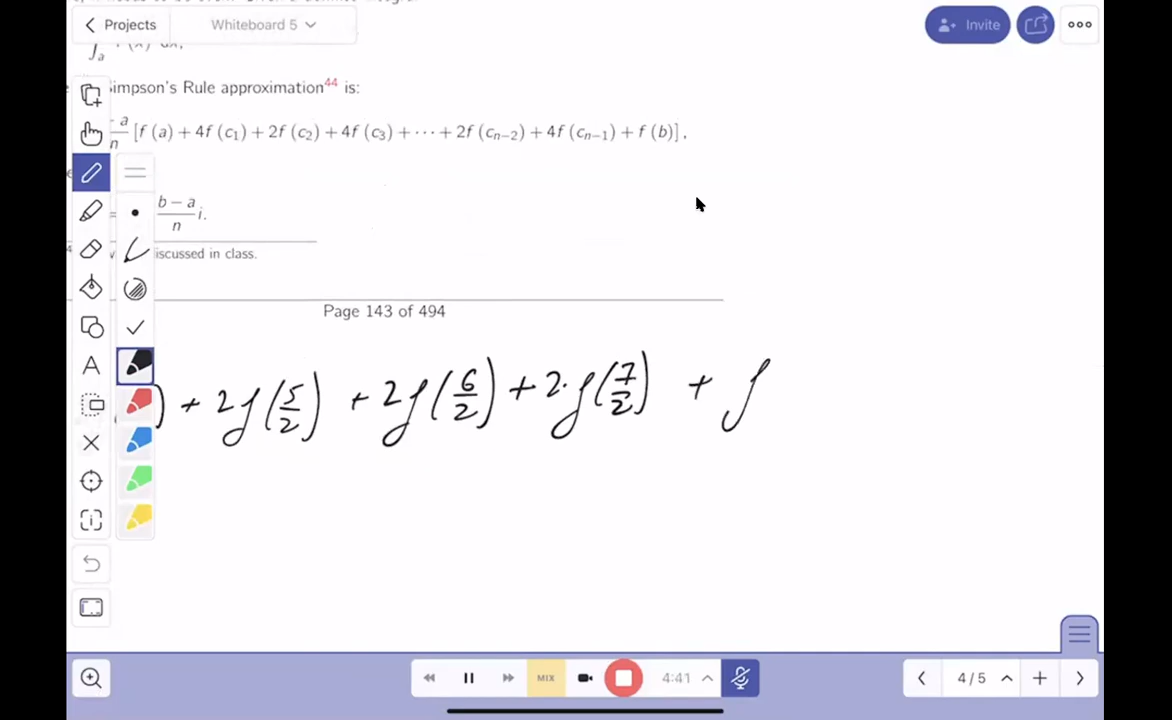 Projects
Whiteboard 5
Invite
∫ₐ
Simpson's Rule approximation⁴⁴ is:
– a / n [f (a) + 4f (c₁) + 2f (c₂) + 4f (c₃) + ··· + 2f (cₙ₋₂) + 4f (cₙ₋₁) + f (b)] ,
= b − a / n i.
iscussed in class.
Page 143 of 494
) + 2f(5/2) + 2f(6/2) + 2·f(7/2) + f
A
MIX
4:41
4/5